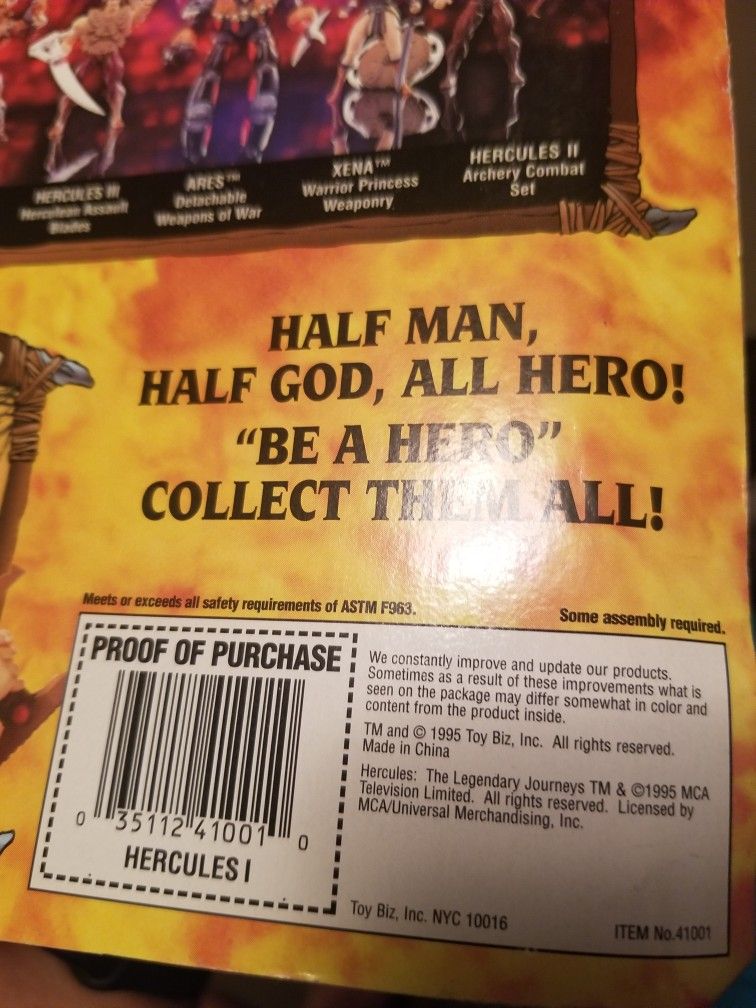 HERCULES III
Herculean Assault
Blades
ARES™
Detachable
Weapons of War
XENA™
Warrior Princess
Weaponry
HERCULES II
Archery Combat
Set
HALF MAN,
HALF GOD, ALL HERO!
“BE A HERO”
COLLECT THEM ALL!
Meets or exceeds all safety requirements of ASTM F963.
Some assembly required.
PROOF OF PURCHASE
0 35112 41001 0
HERCULES I
We constantly improve and update our products.
Sometimes as a result of these improvements what is
seen on the package may differ somewhat in color and
content from the product inside.
TM and © 1995 Toy Biz, Inc. All rights reserved.
Made in China
Hercules: The Legendary Journeys TM & ©1995 MCA
Television Limited. All rights reserved. Licensed by
MCA/Universal Merchandising, Inc.
Toy Biz, Inc. NYC 10016
ITEM No.41001